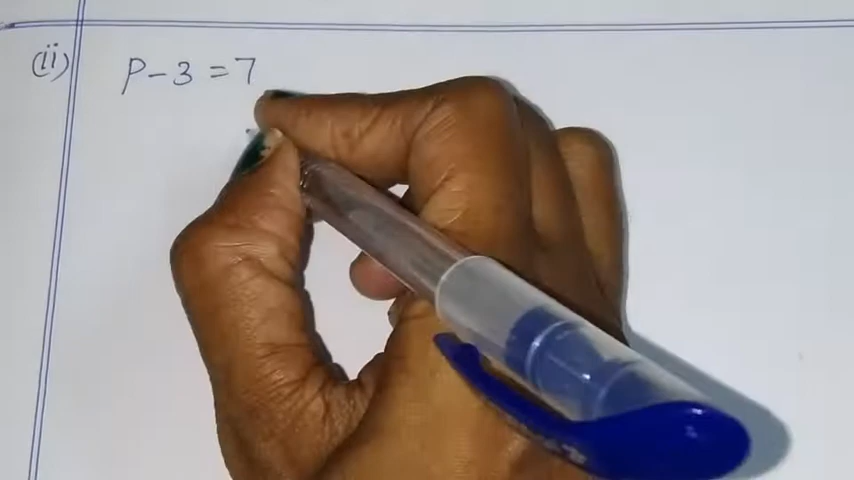 (ii) P - 3 = 7